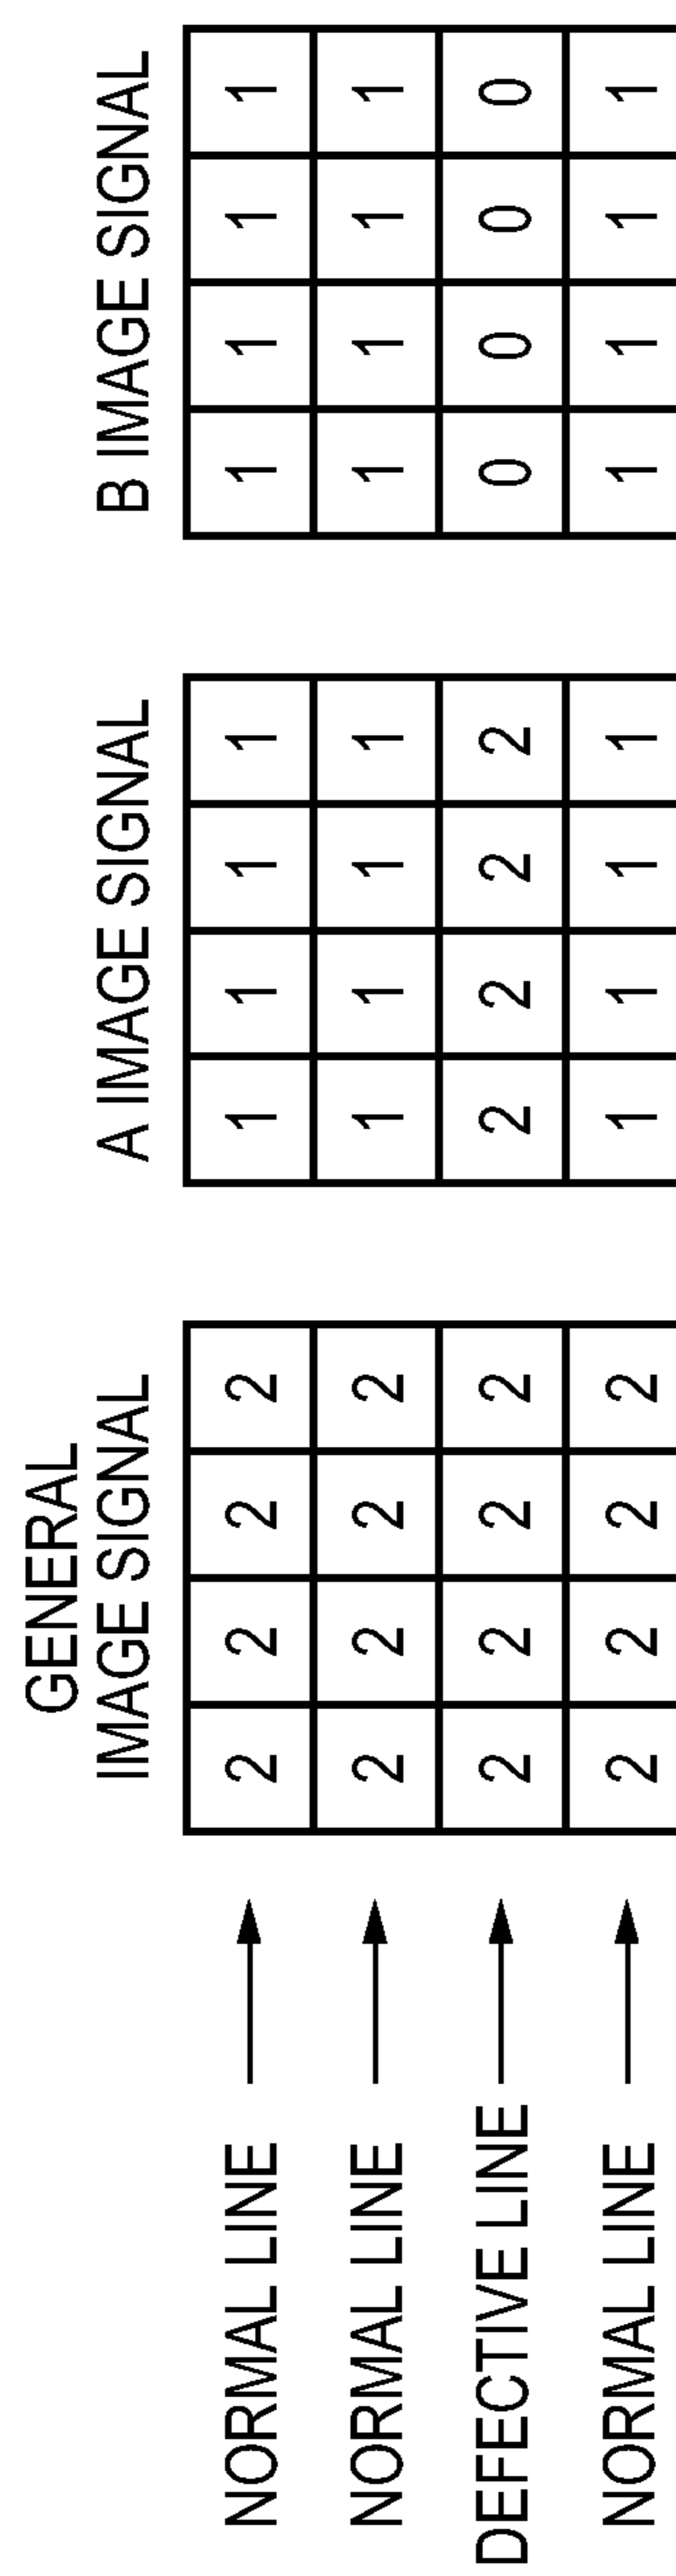 GENERAL
IMAGE SIGNAL
A IMAGE SIGNAL
B IMAGE SIGNAL
NORMAL LINE 2 2 2 2 1 1 1 1 1 1 1 1
NORMAL LINE 2 2 2 2 1 1 1 1 1 1 1 1
DEFECTIVE LINE 2 2 2 2 2 2 2 2 0 0 0 0
NORMAL LINE 2 2 2 2 1 1 1 1 1 1 1 1